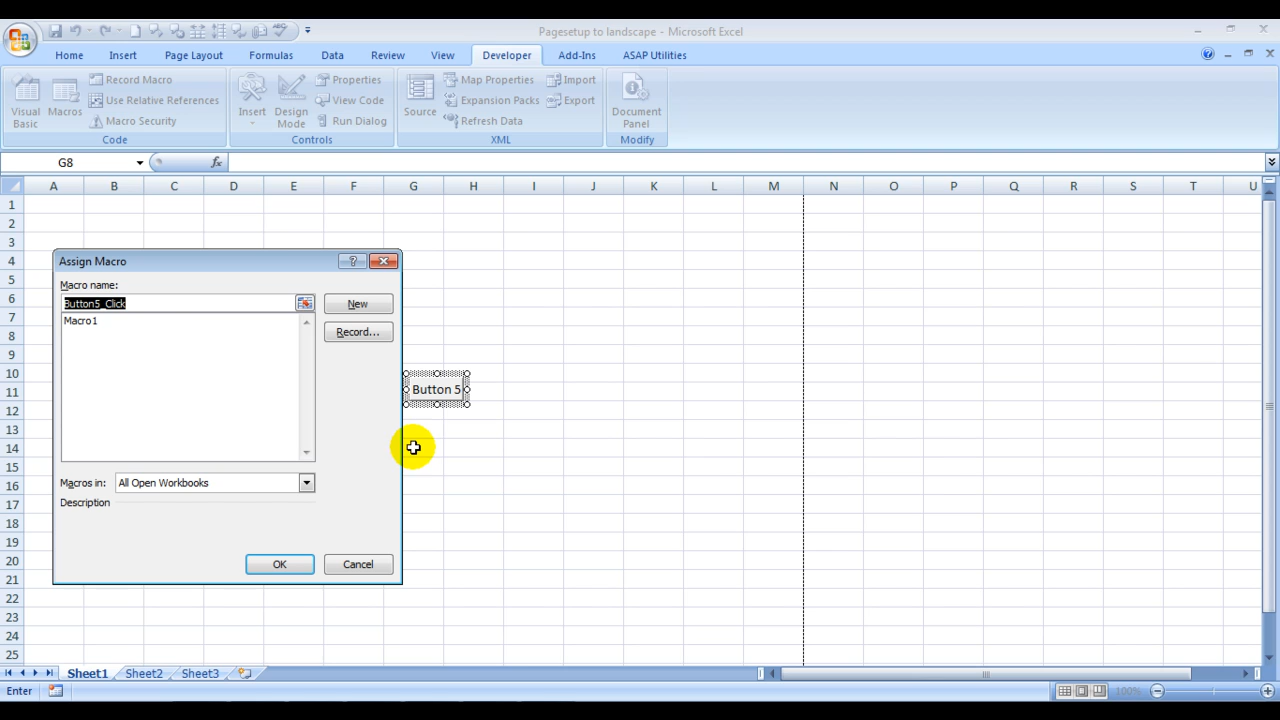 Pagesetup to landscape - Microsoft Excel
Home Insert Page Layout Formulas Data Review View Developer Add-Ins ASAP Utilities
Visual Basic
Macros
Record Macro
Use Relative References
Macro Security
Code
Insert
Design Mode
Properties
View Code
Run Dialog
Controls
Source
Map Properties
Expansion Packs
Refresh Data
Import
Export
XML
Document Panel
Modify
G8
fx
A B C D E F G H I J K L M N O P Q R S T U
1
2
3
4
5
6
7
8
9
10
11
12
13
14
15
16
17
18
19
20
21
22
23
24
25
Assign Macro
?
Macro name:
Button5_Click
New
Macro1
Record...
Macros in: All Open Workbooks
Description
OK Cancel
Button 5
Sheet1 Sheet2 Sheet3
Enter
100%